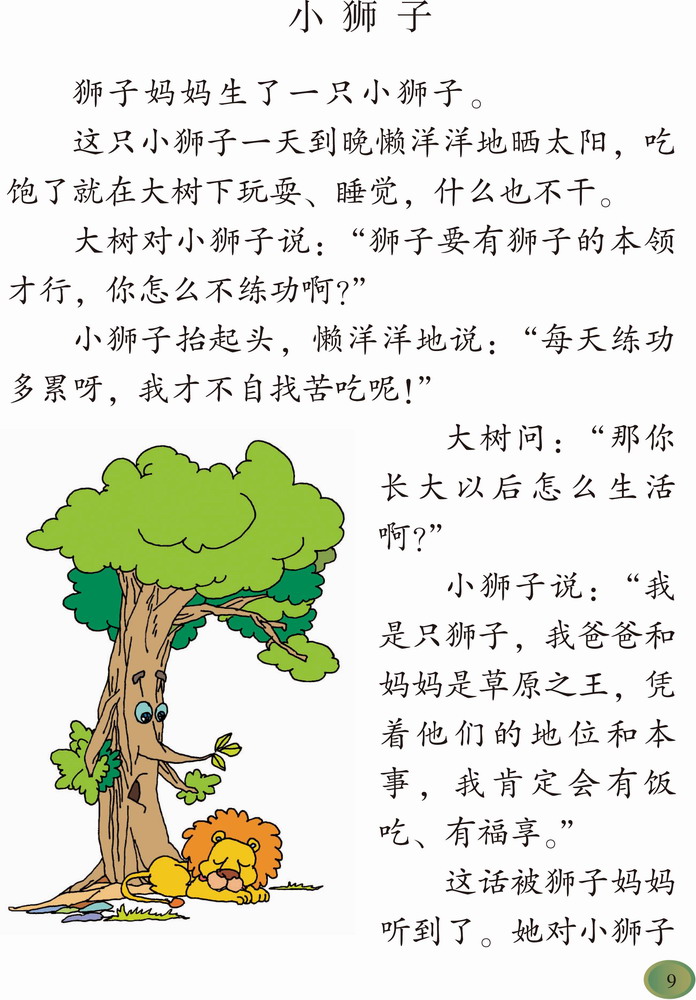 小狮子
狮子妈妈生了一只小狮子。
这只小狮子一天到晚懒洋洋地晒太阳，吃
饱了就在大树下玩耍、睡觉，什么也不干。
大树对小狮子说：“狮子要有狮子的本领
才行，你怎么不练功啊？”
小狮子抬起头，懒洋洋地说：“每天练功
多累呀，我才不自找苦吃呢！”
大树问：“那你
长大以后怎么生活
啊？”
小狮子说：“我
是只狮子，我爸爸和
妈妈是草原之王，凭
着他们的地位和本
事，我肯定会有饭
吃、有福享。”
这话被狮子妈妈
听到了。她对小狮子
9